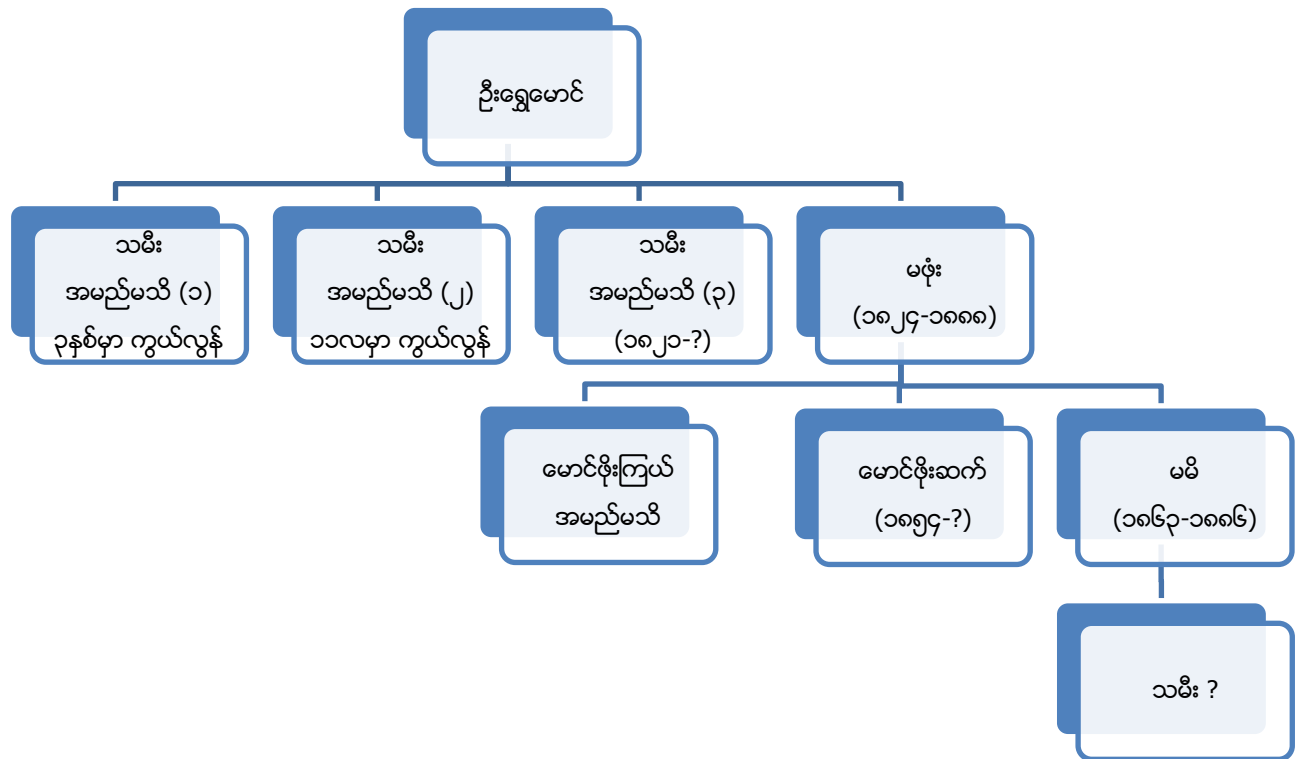 ဦးရွှေမောင်
သမီး
အမည်မသိ (၁)
၃နှစ်မှာ ကွယ်လွန်
သမီး
အမည်မသိ (၂)
၁၁လမှာ ကွယ်လွန်
သမီး
အမည်မသိ (၃)
(၁၈၂၁-?)
မဖုံး
(၁၈၂၄-၁၈၈၈)
မောင်ဖိုးကြယ်
အမည်မသိ
မောင်ဖိုးဆက်
(၁၈၅၄-?)
မမိ
(၁၈၆၃-၁၈၈၆)
သမီး ?